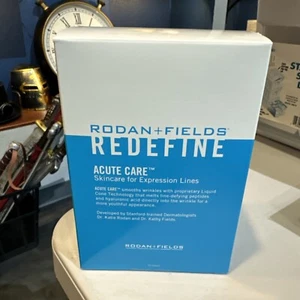 RODAN+FIELDS
REDEFINE
ACUTE CARE™
Skincare for Expression Lines
ACUTE CARE™ smooths wrinkles with proprietary Liquid
Cone Technology that melts line-defying peptides
and hyaluronic acid directly into the wrinkle for a
more youthful appearance.
Developed by Stanford-trained Dermatologists
Dr. Katie Rodan and Dr. Kathy Fields.
RODAN+FIELDS